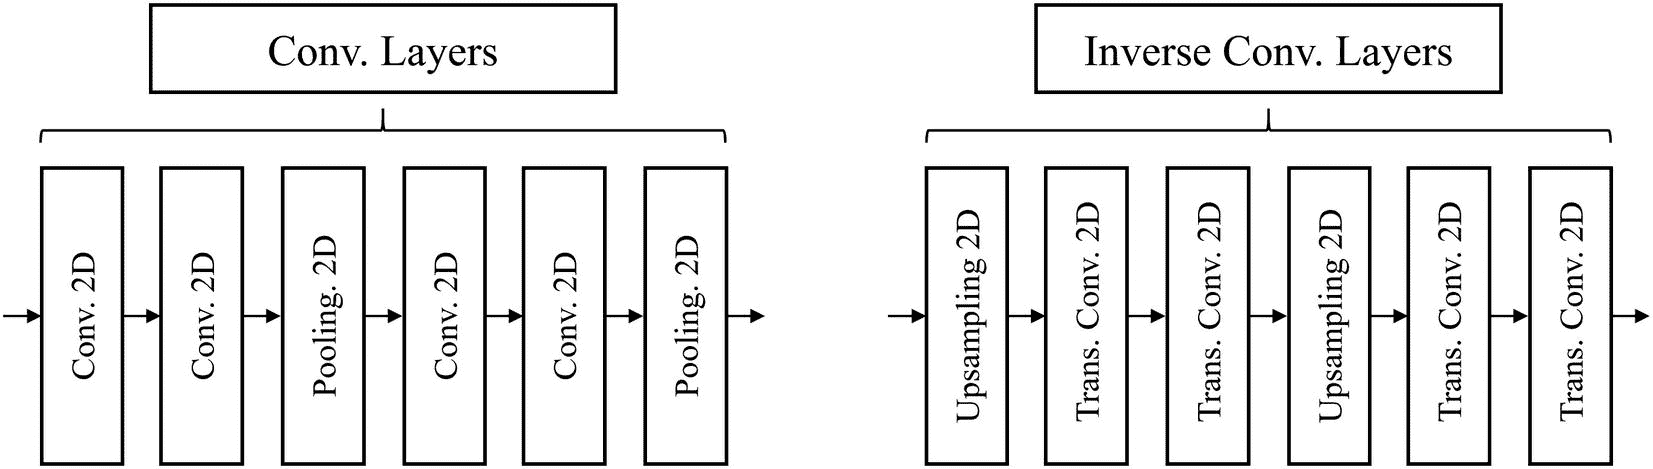 Conv. Layers
Inverse Conv. Layers
Conv. 2D
Conv. 2D
Pooling. 2D
Conv. 2D
Conv. 2D
Pooling. 2D
Upsampling 2D
Trans. Conv. 2D
Trans. Conv. 2D
Upsampling 2D
Trans. Conv. 2D
Trans. Conv. 2D